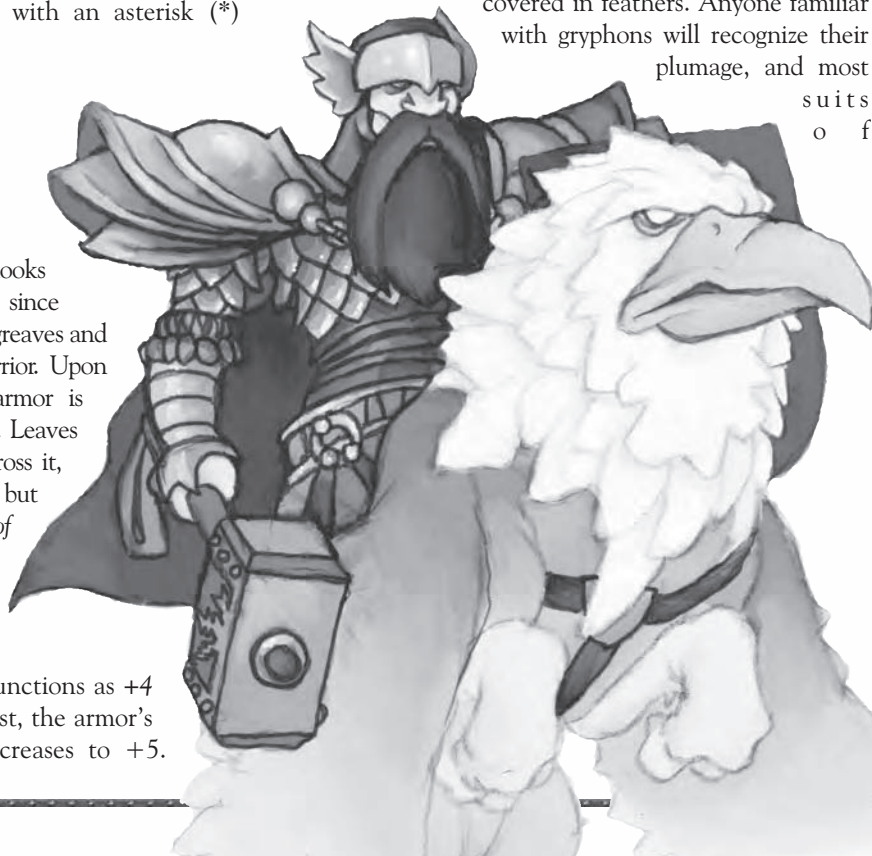 with an asterisk (*)
ooks
since
greaves and
rrior. Upon
armor is
Leaves
ross it,
but
of
unctions as +4
st, the armor's
creases to +5.
covered in feathers. Anyone familiar
with gryphons will recognize their
plumage, and most
suits
of